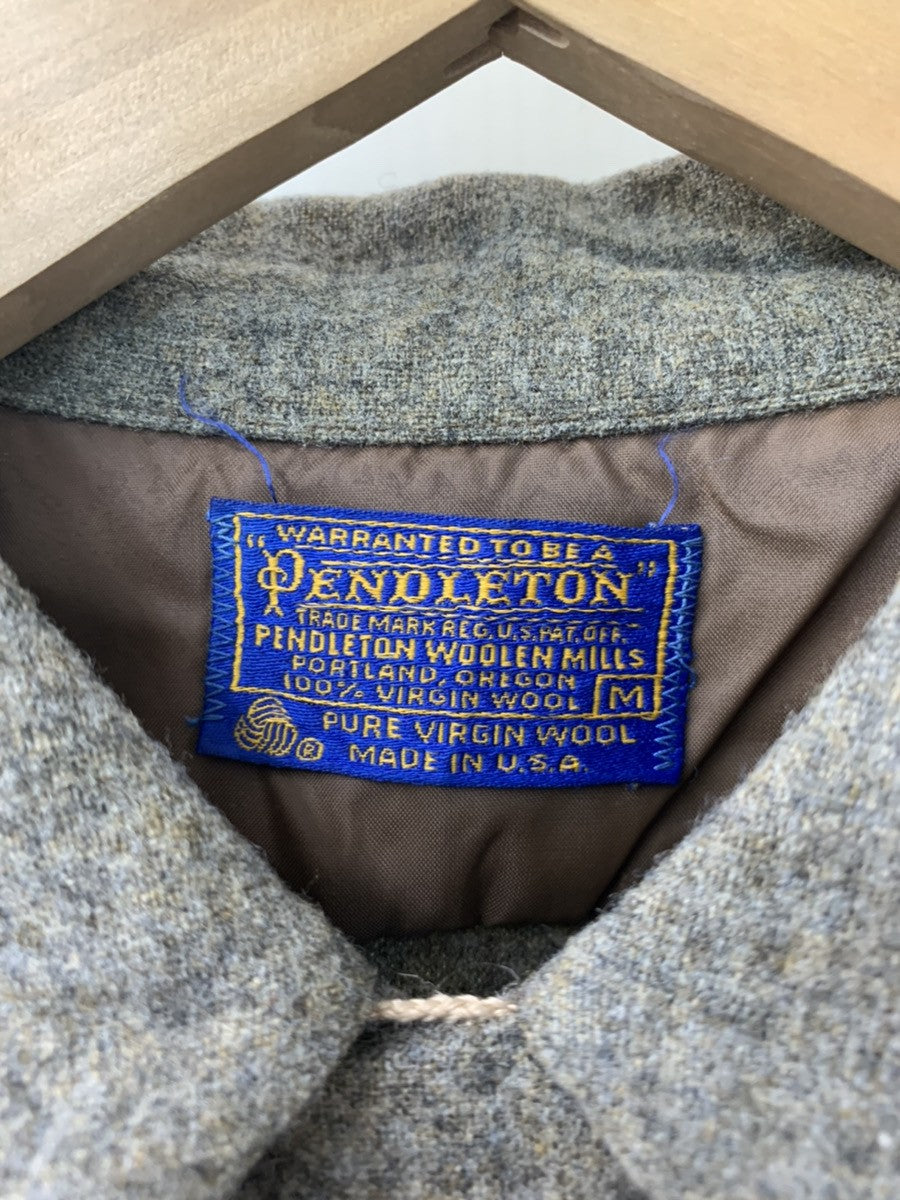 WARRANTED TO BE A
"PENDLETON"
TRADE MARK REG. U.S. PAT. OFF.
PENDLETON WOOLEN MILLS
PORTLAND, OREGON
100% VIRGIN WOOL M
PURE VIRGIN WOOL
® MADE IN U.S.A.